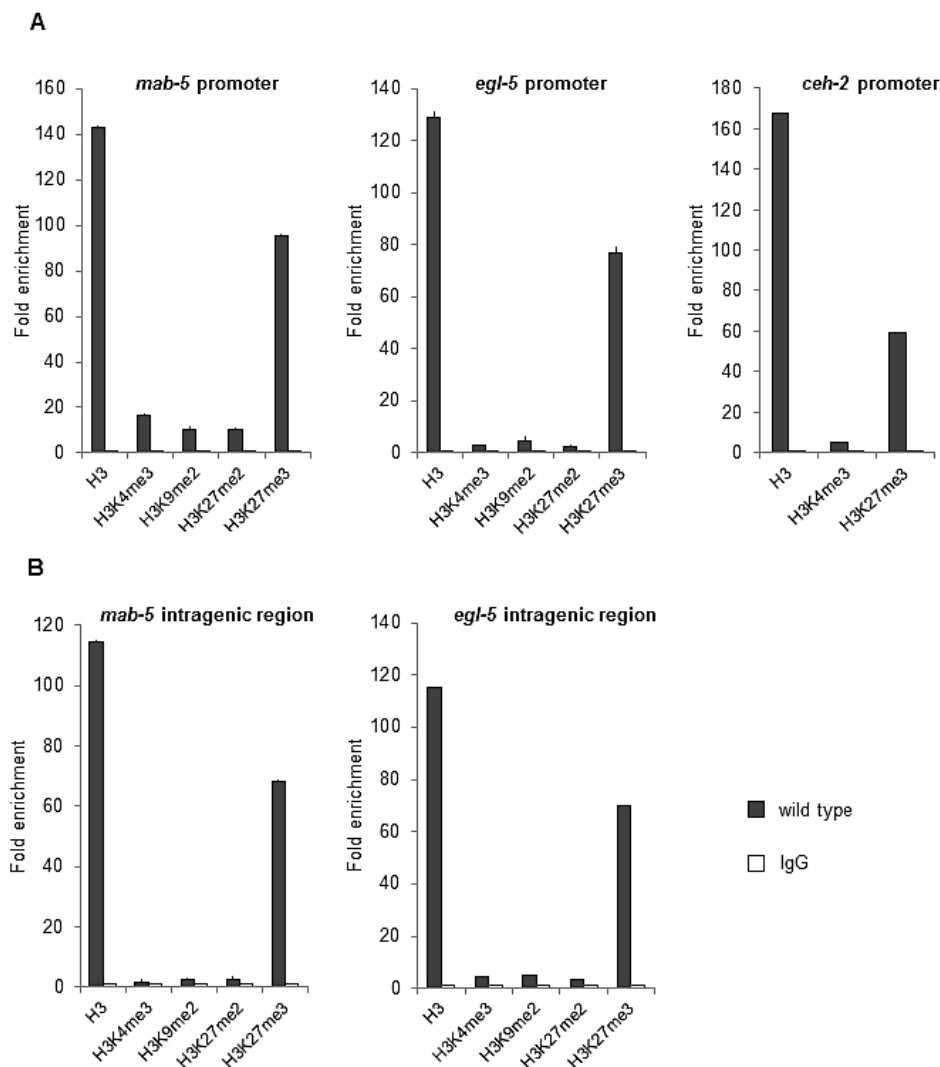 A
mab-5 promoter
Fold enrichment
160
140
120
100
80
60
40
20
0
H3
H3K4me3
H3K9me2
H3K27me2
H3K27me3
egl-5 promoter
Fold enrichment
140
120
100
80
60
40
20
0
H3
H3K4me3
H3K9me2
H3K27me2
H3K27me3
ceh-2 promoter
Fold enrichment
180
160
140
120
100
80
60
40
20
0
H3
H3K4me3
H3K27me3
B
mab-5 intragenic region
Fold enrichment
120
100
80
60
40
20
0
H3
H3K4me3
H3K9me2
H3K27me2
H3K27me3
egl-5 intragenic region
Fold enrichment
140
120
100
80
60
40
20
0
H3
H3K4me3
H3K9me2
H3K27me2
H3K27me3
wild type
IgG